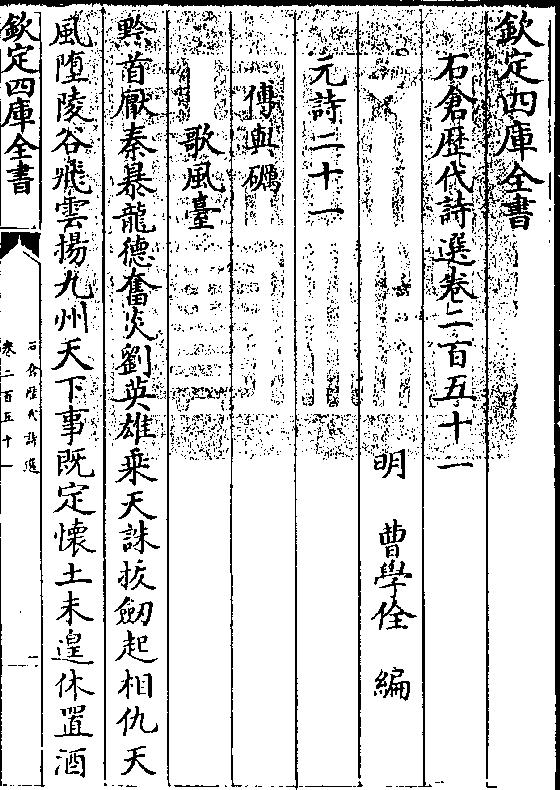 欽定四庫全書
石倉歴代詩選卷二百五十一
明　曹學佺　編
元詩二十一
傅與礪
歌風臺
黔首厭秦暴龍德奮炎劉英雄乘天誅拔劒起相仇天
風堕陵谷飛雲揚九州天下事既定懐土未遑休置酒
欽定四庫全書
石倉歷代詩選
卷二百五十一
一